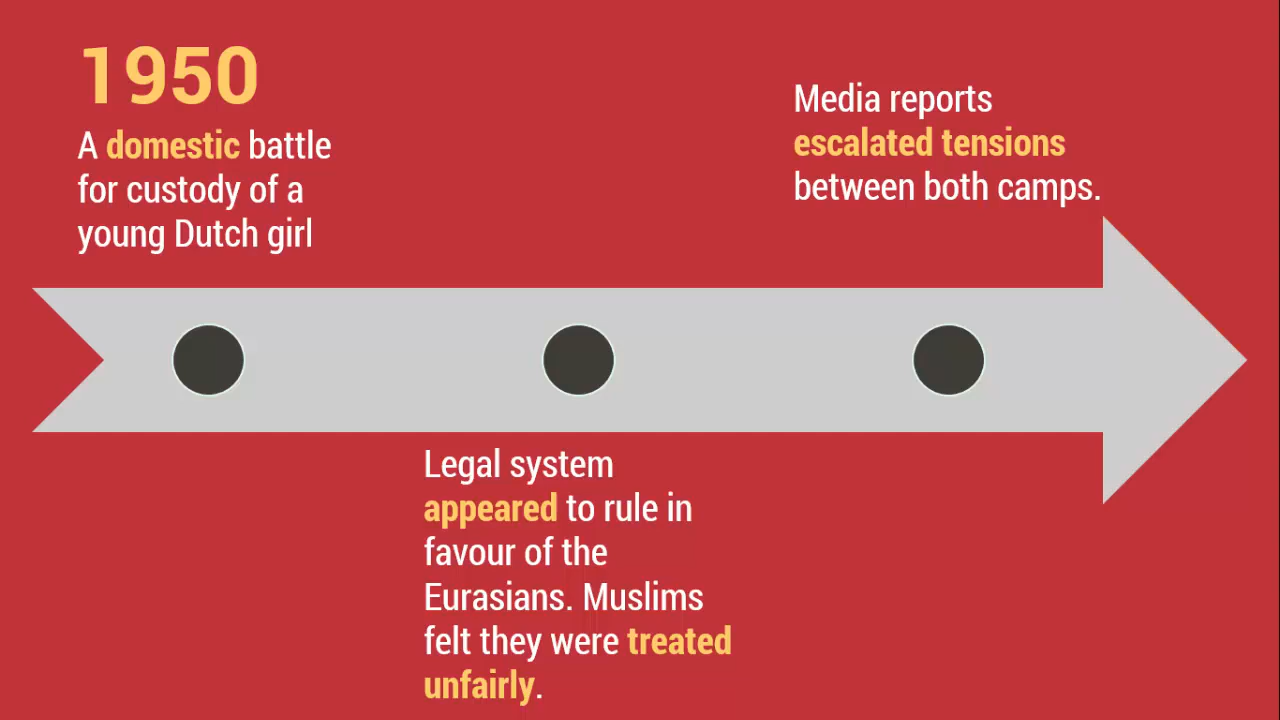 1950
A domestic battle
for custody of a
young Dutch girl
Legal system
appeared to rule in
favour of the
Eurasians. Muslims
felt they were treated
unfairly.
Media reports
escalated tensions
between both camps.